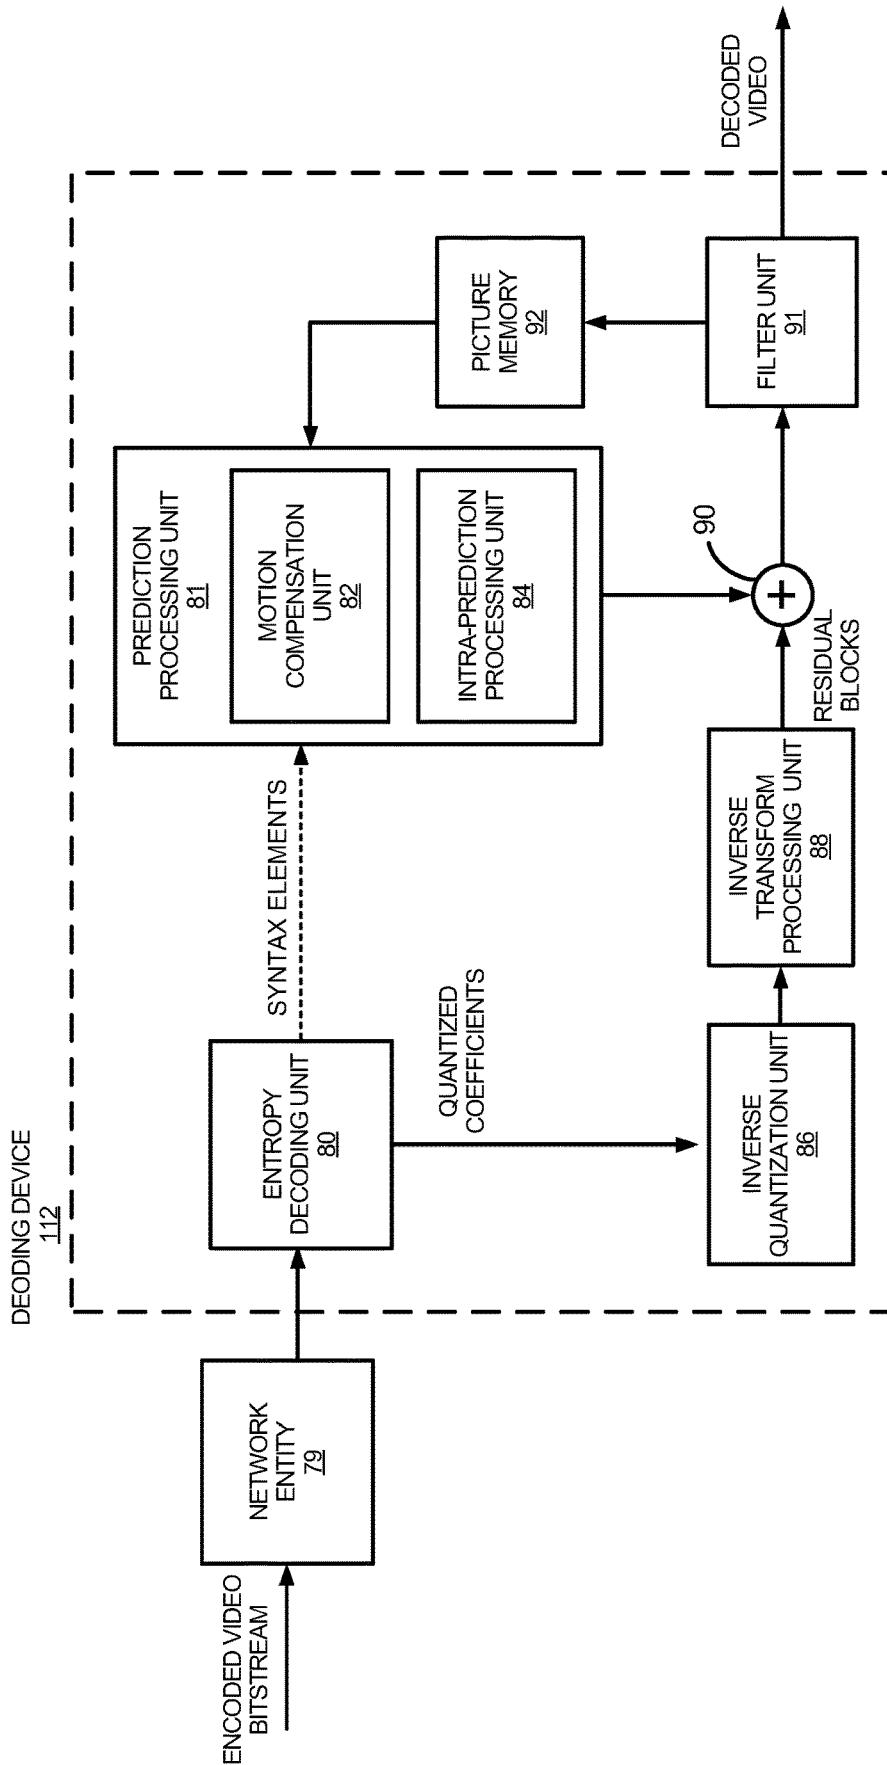 DEODING DEVICE
112
ENCODED VIDEO
BITSTREAM
NETWORK
ENTITY
79
ENTROPY
DECODING UNIT
80
SYNTAX ELEMENTS
QUANTIZED
COEFFICIENTS
PREDICTION
PROCESSING UNIT
81
MOTION
COMPENSATION
UNIT
82
INTRA-PREDICTION
PROCESSING UNIT
84
INVERSE
QUANTIZATION UNIT
86
INVERSE
TRANSFORM
PROCESSING UNIT
88
RESIDUAL
BLOCKS
90
+
PICTURE
MEMORY
92
FILTER UNIT
91
DECODED
VIDEO